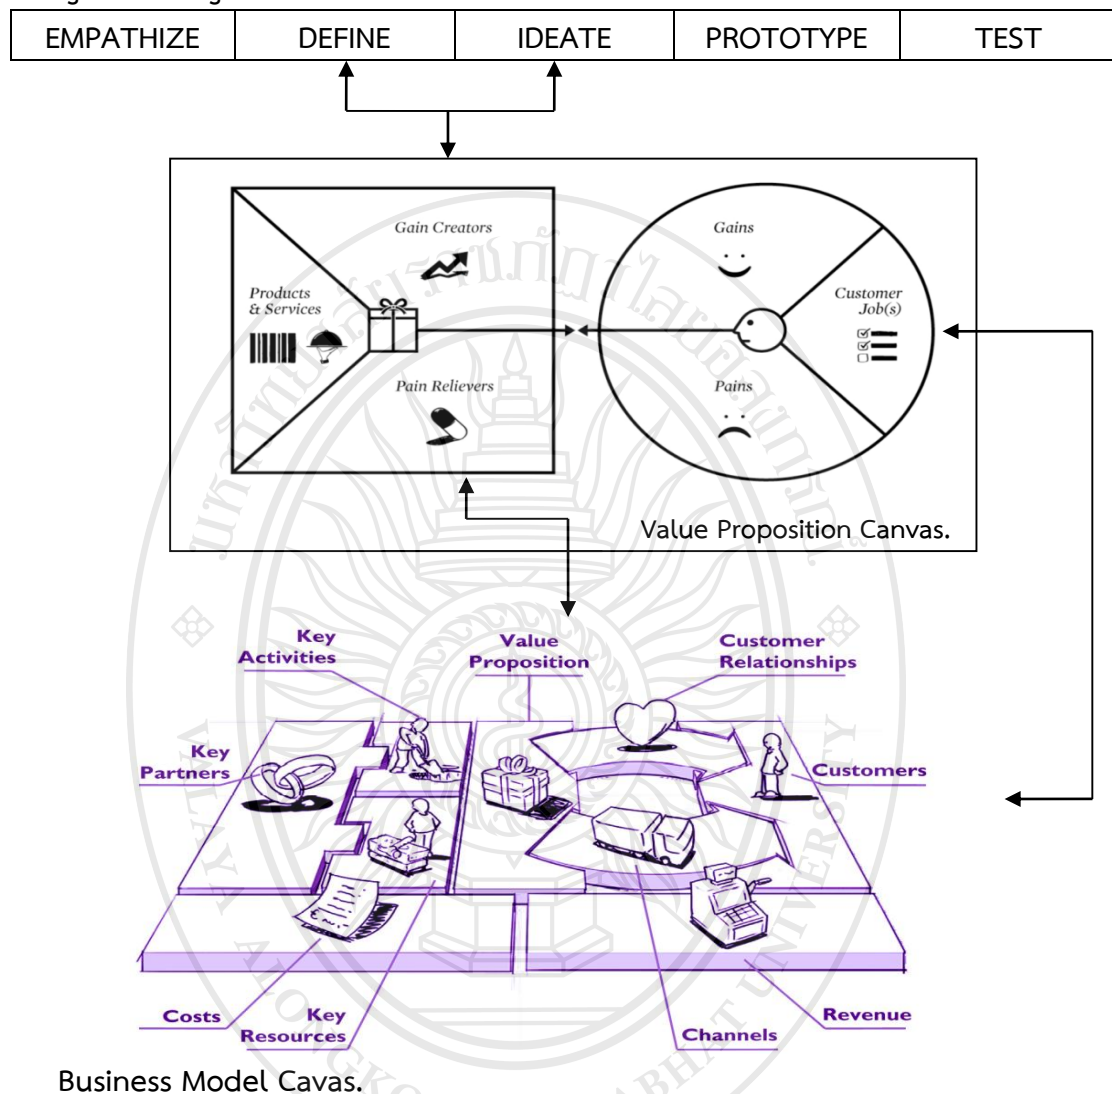 EMPATHIZE DEFINE IDEATE PROTOTYPE TEST
Gain Creators
Products
& Services
Pain Relievers
Gains
Customer
Job(s)
Pains
Value Proposition Canvas.
Key
Activities
Value
Proposition
Customer
Relationships
Key
Partners
Customers
Costs
Key
Resources
Channels
Revenue
Business Model Cavas.